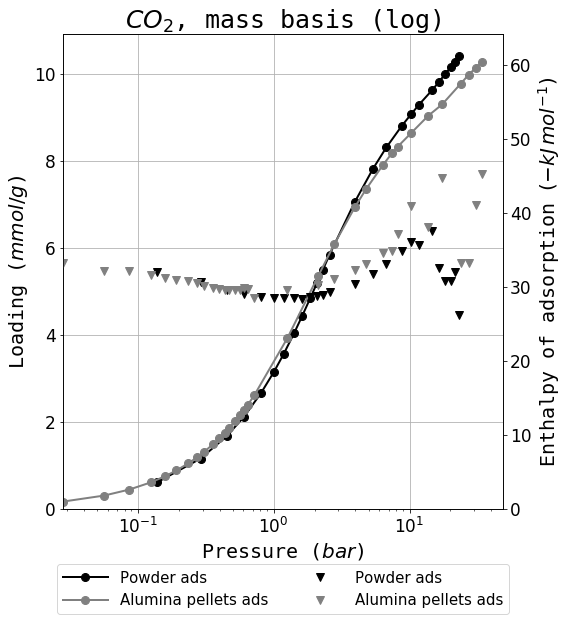 CO₂, mass basis (log)
Loading (mmol/g)
10
8
6
4
2
0
60
50
40
30
20
10
0
Enthalpy of adsorption (−kJ mol⁻¹)
10⁻¹ 10⁰ 10¹
Pressure (bar)
Powder ads Powder ads
Alumina pellets ads Alumina pellets ads